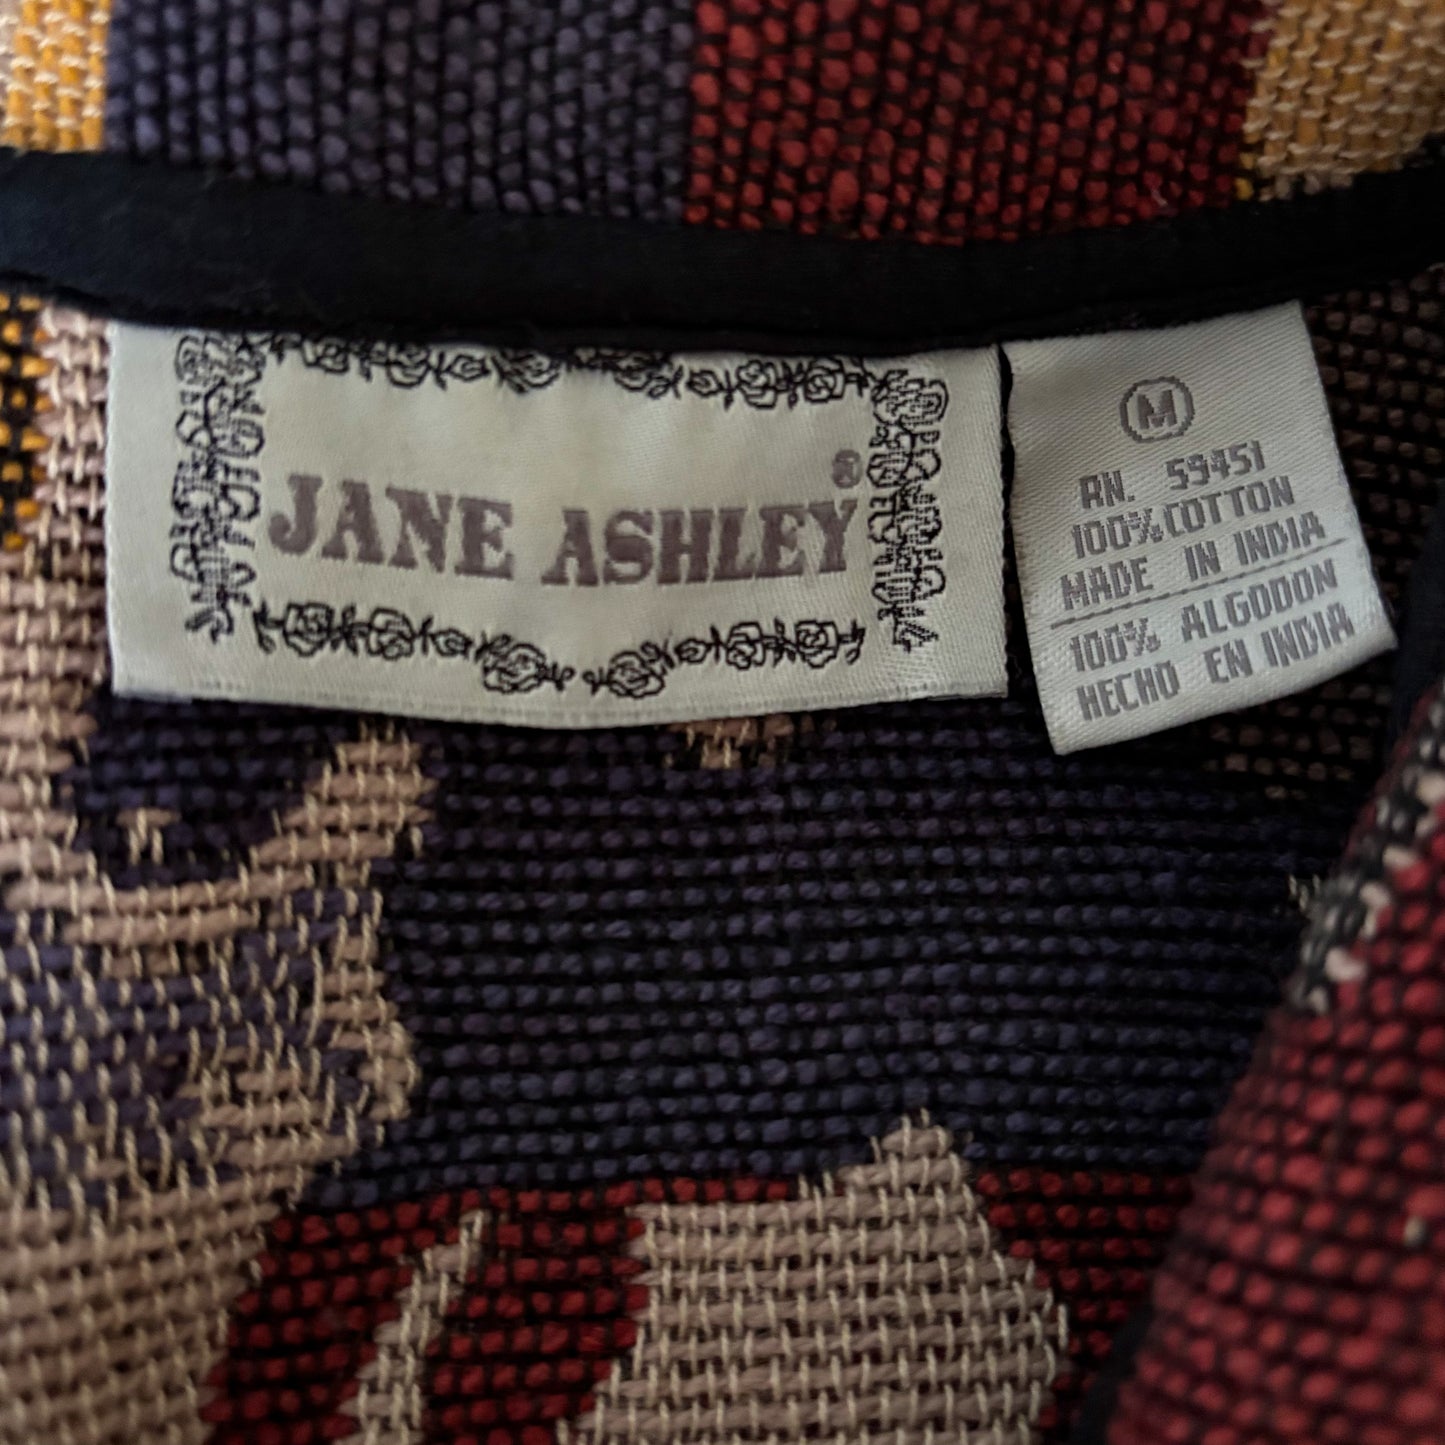 JANE ASHLEY®
M
RN. 59451
100% COTTON
MADE IN INDIA
100% ALGODON
HECHO EN INDIA